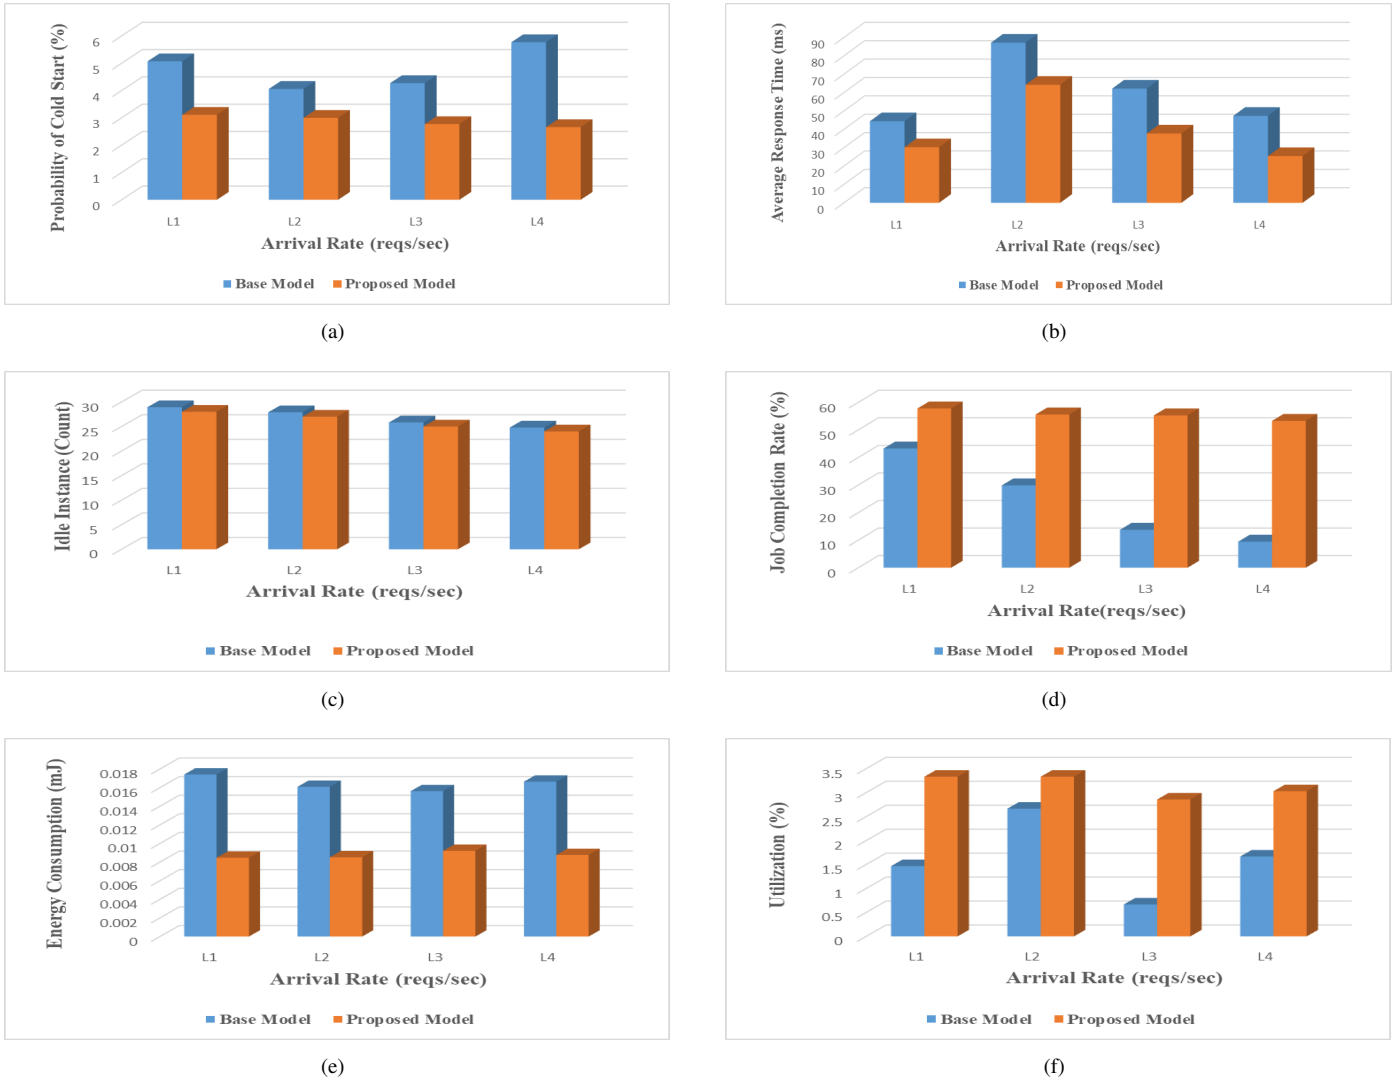 Probability of Cold Start (%)
6
5
4
3
2
1
0
L1 L2 L3 L4
Arrival Rate (reqs/sec)
Base Model Proposed Model
(a)
Average Response Time (ms)
90
80
70
60
50
40
30
20
10
0
L1 L2 L3 L4
Arrival Rate (reqs/sec)
Base Model Proposed Model
(b)
Idle Instance (Count)
30
25
20
15
10
5
0
L1 L2 L3 L4
Arrival Rate (reqs/sec)
Base Model Proposed Model
(c)
Job Completion Rate (%)
60
50
40
30
20
10
0
L1 L2 L3 L4
Arrival Rate(reqs/sec)
Base Model Proposed Model
(d)
Energy Consumption (mJ)
0.018
0.016
0.014
0.012
0.01
0.008
0.006
0.004
0.002
0
L1 L2 L3 L4
Arrival Rate (reqs/sec)
Base Model Proposed Model
(e)
Utilization (%)
3.5
3
2.5
2
1.5
1
0.5
0
L1 L2 L3 L4
Arrival Rate (reqs/sec)
Base Model Proposed Model
(f)